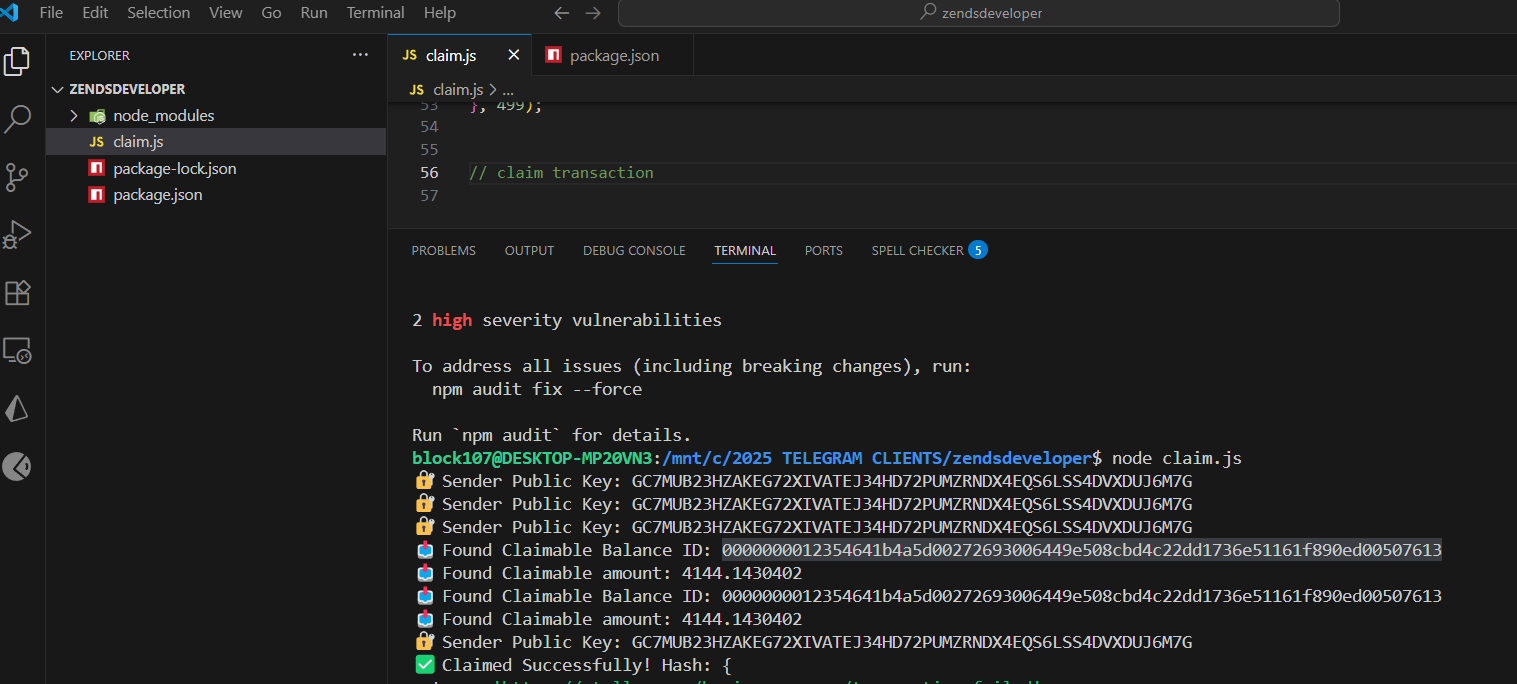 File Edit Selection View Go Run Terminal Help
zendsdeveloper
EXPLORER
ZENDSDEVELOPER
node_modules
JS claim.js
package-lock.json
package.json
JS claim.js
package.json
JS claim.js > ...
53 }, 499);
54
55
56 // claim transaction
57
PROBLEMS OUTPUT DEBUG CONSOLE TERMINAL PORTS SPELL CHECKER 5
2 high severity vulnerabilities
To address all issues (including breaking changes), run:
npm audit fix --force
Run `npm audit` for details.
block107@DESKTOP-MP20VN3:/mnt/c/2025 TELEGRAM CLIENTS/zendsdeveloper$ node claim.js
🔐 Sender Public Key: GC7MUB23HZAKEG72XIVATEJ34HD72PUMZRNDX4EQS6LSS4DVXDUJ6M7G
🔐 Sender Public Key: GC7MUB23HZAKEG72XIVATEJ34HD72PUMZRNDX4EQS6LSS4DVXDUJ6M7G
🔐 Sender Public Key: GC7MUB23HZAKEG72XIVATEJ34HD72PUMZRNDX4EQS6LSS4DVXDUJ6M7G
📥 Found Claimable Balance ID: 0000000012354641b4a5d00272693006449e508cbd4c22dd1736e51161f890ed00507613
📥 Found Claimable amount: 4144.1430402
📥 Found Claimable Balance ID: 0000000012354641b4a5d00272693006449e508cbd4c22dd1736e51161f890ed00507613
📥 Found Claimable amount: 4144.1430402
🔐 Sender Public Key: GC7MUB23HZAKEG72XIVATEJ34HD72PUMZRNDX4EQS6LSS4DVXDUJ6M7G
✅ Claimed Successfully! Hash: {